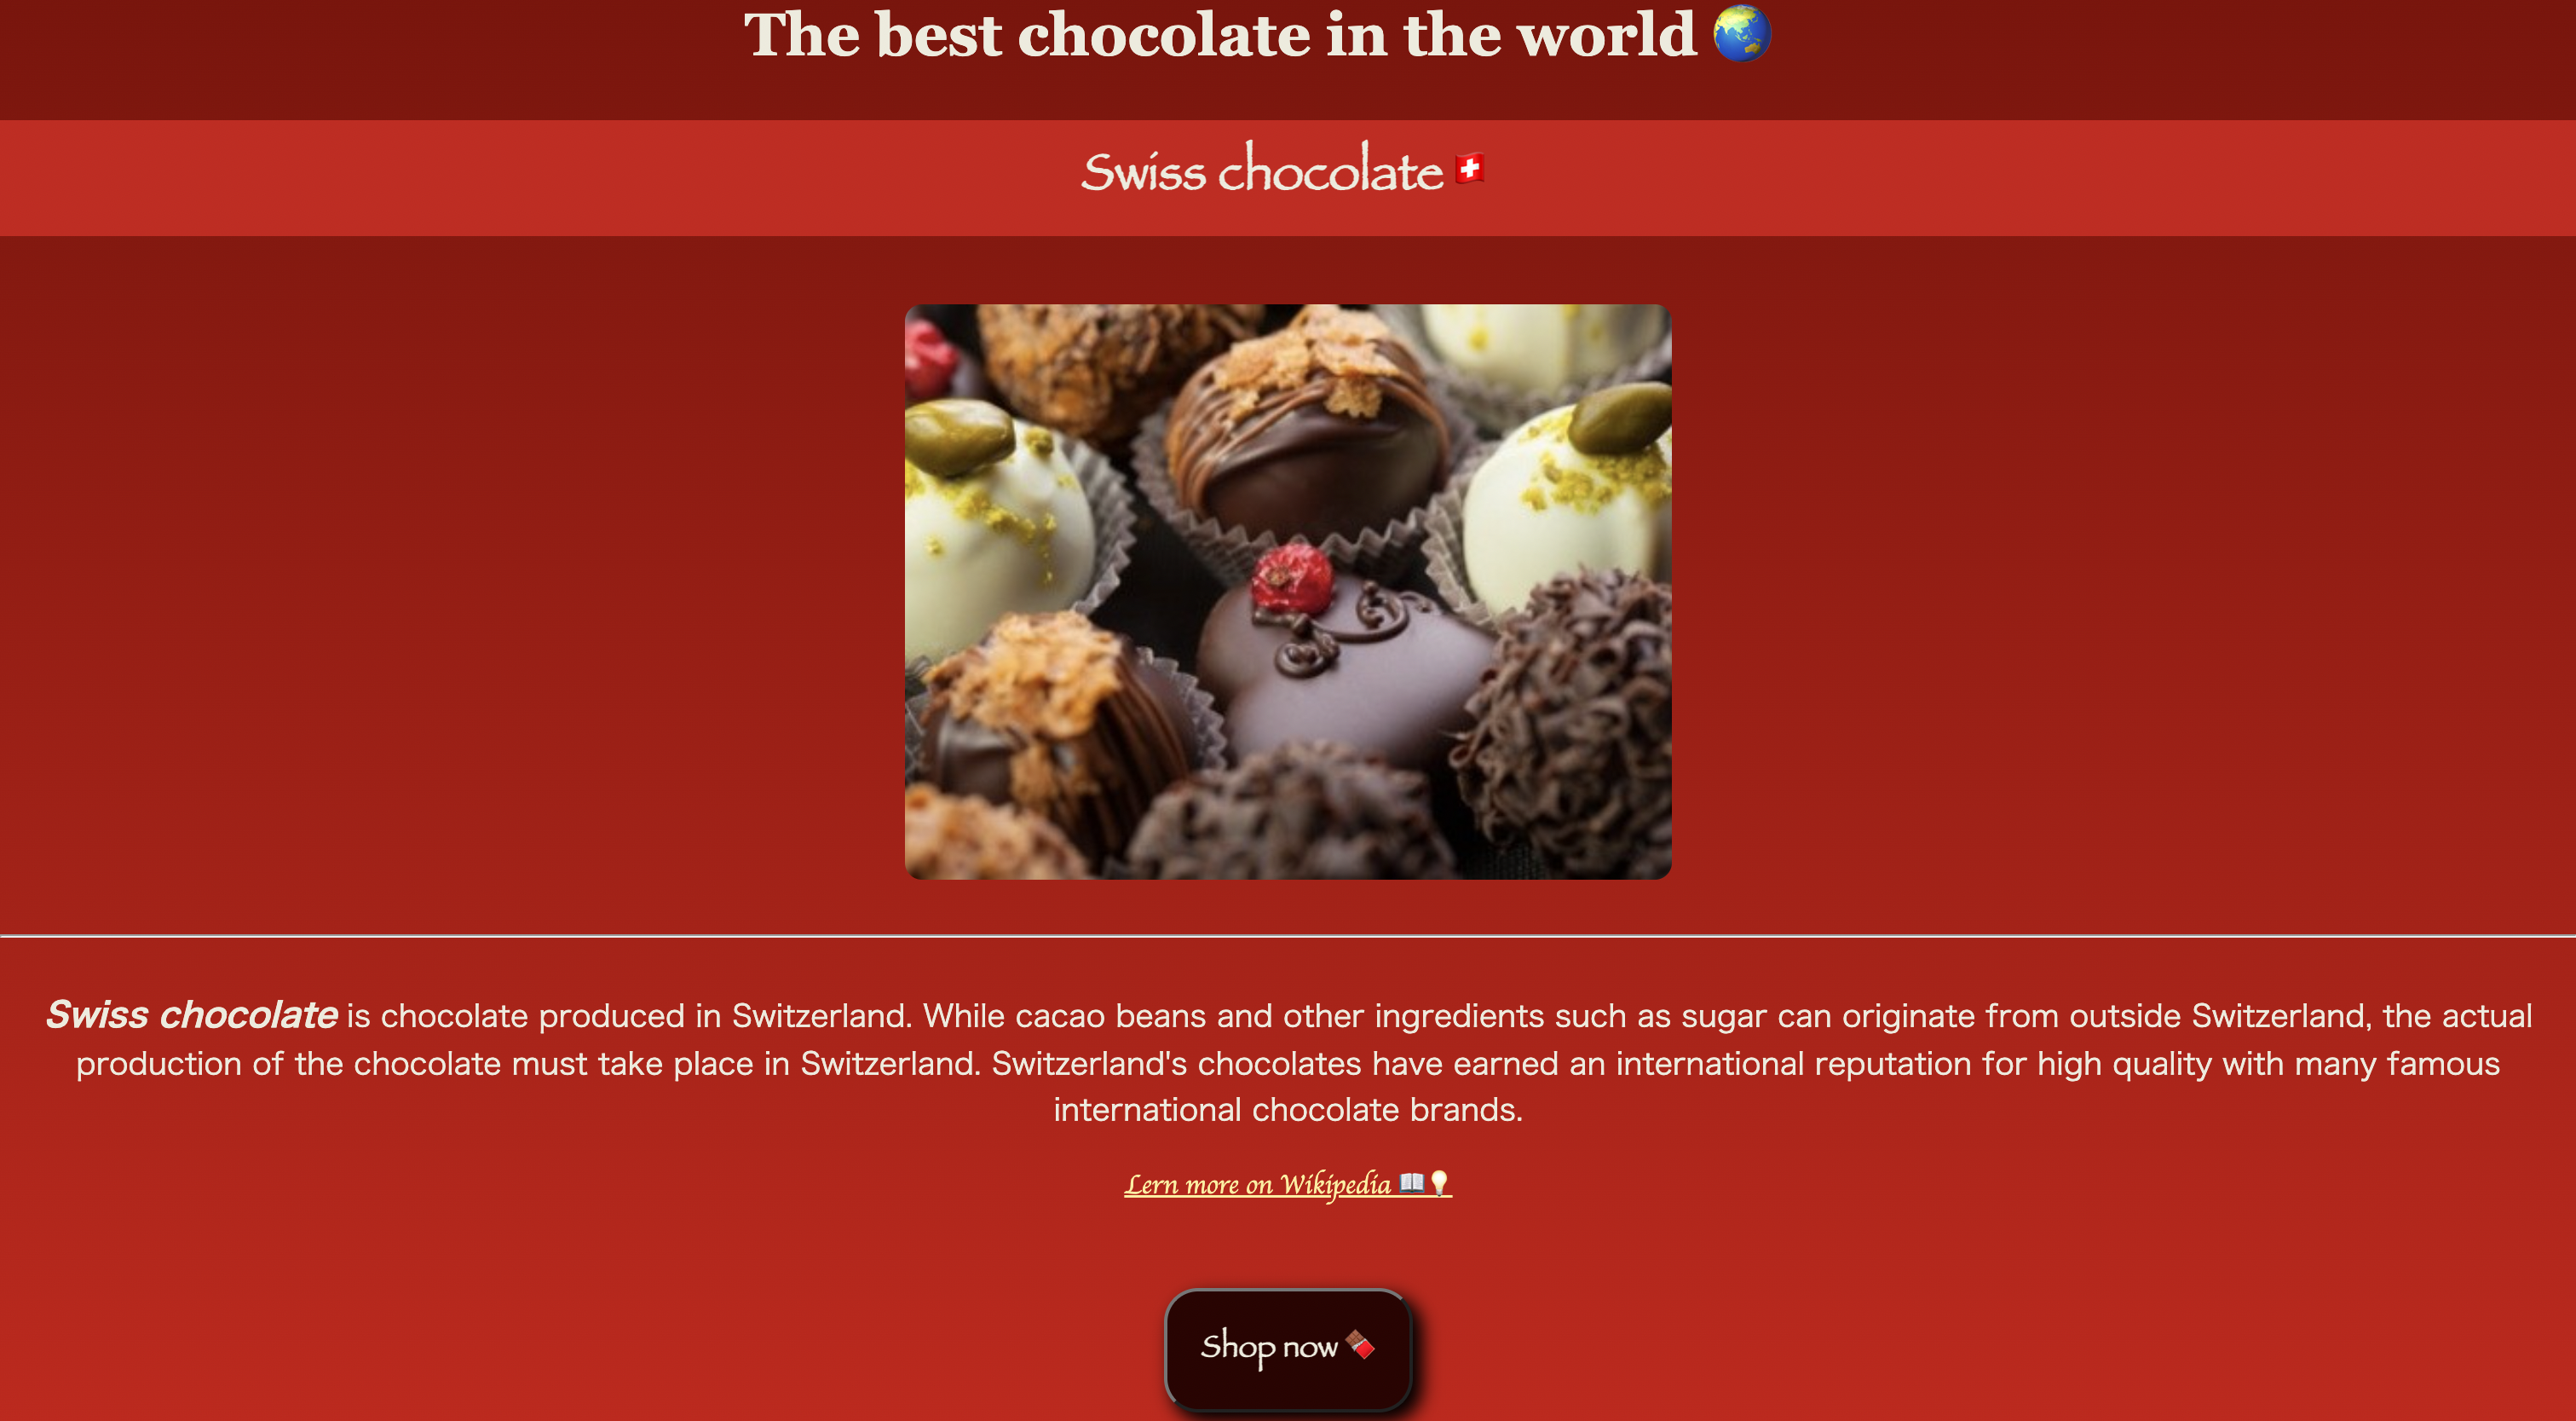 The best chocolate in the world 🌏
Swiss chocolate 🇨🇭
Swiss chocolate is chocolate produced in Switzerland. While cacao beans and other ingredients such as sugar can originate from outside Switzerland, the actual
production of the chocolate must take place in Switzerland. Switzerland's chocolates have earned an international reputation for high quality with many famous
international chocolate brands.
Lern more on Wikipedia 📖💡
Shop now 🍫